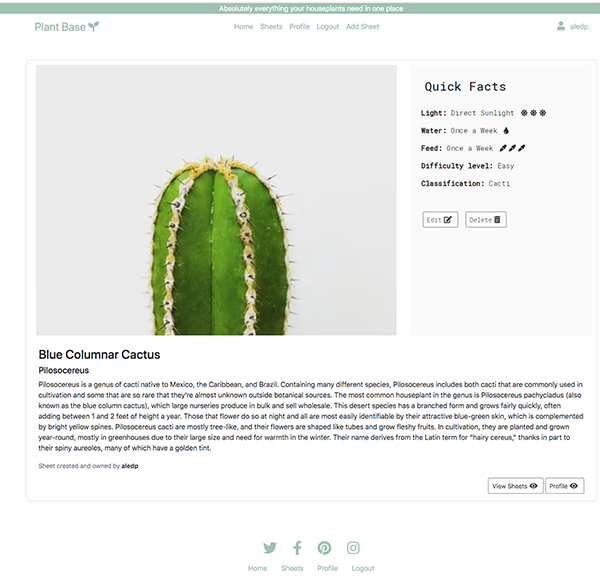 Absolutely everything your houseplants need in one place
Plant Base
Home Sheets Profile Logout Add Sheet
aledp
Quick Facts
Light: Direct Sunlight
Water: Once a Week
Feed: Once a Week
Difficulty level: Easy
Classification: Cacti
Edit Delete
Blue Columnar Cactus
Pilosocereus
Pilosocereus is a genus of cacti native to Mexico, the Caribbean, and Brazil. Containing many different species, Pilosocereus includes both cacti that are commonly used in
cultivation and some that are so rare that they're almost unknown outside botanical sources. The most common houseplant in the genus is Pilosocereus pachycladus (also
known as the blue column cactus), which large nurseries produce in bulk and sell wholesale. This desert species has a branched form and grows fairly quickly, often
adding between 1 and 2 feet of height a year. Those that flower do so at night and all are most easily identifiable by their attractive blue-green skin, which is complemented
by bright yellow spines. Pilosocereus cacti are mostly tree-like, and their flowers are shaped like tubes and grow fleshy fruits. In cultivation, they are planted and grown
year-round, mostly in greenhouses due to their large size and need for warmth in the winter. Their name derives from the Latin term for "hairy cereus," thanks in part to
their spiny aureoles, many of which have a golden tint.
Sheet created and owned by aledp
View Sheets Profile
Home Sheets Profile Logout